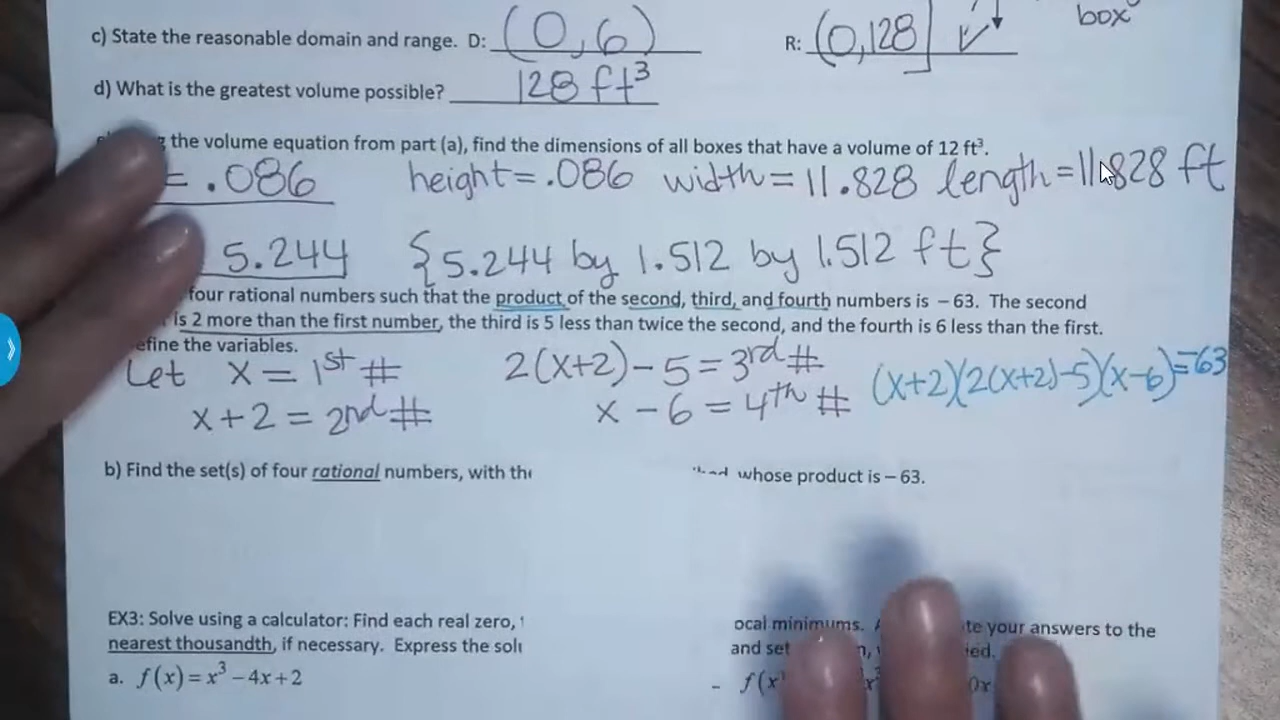 box
c) State the reasonable domain and range. D: (0,6) R: (0,128]
d) What is the greatest volume possible? 128 ft³
the volume equation from part (a), find the dimensions of all boxes that have a volume of 12 ft³.
= .086 height = .086 width = 11.828 length = 11.828 ft
5.244 {5.244 by 1.512 by 1.512 ft}
four rational numbers such that the product of the second, third, and fourth numbers is –63. The second
is 2 more than the first number, the third is 5 less than twice the second, and the fourth is 6 less than the first.
efine the variables.
Let x = 1st # 2(x+2)-5 = 3rd # (x+2)(2(x+2)-5)(x-6)=-63
x+2 = 2nd # x - 6 = 4th #
b) Find the set(s) of four rational numbers, with the whose product is –63.
EX3: Solve using a calculator: Find each real zero, ocal minimums. te your answers to the
nearest thousandth, if necessary. Express the solu and set
a. f(x) = x³ – 4x + 2 f(x